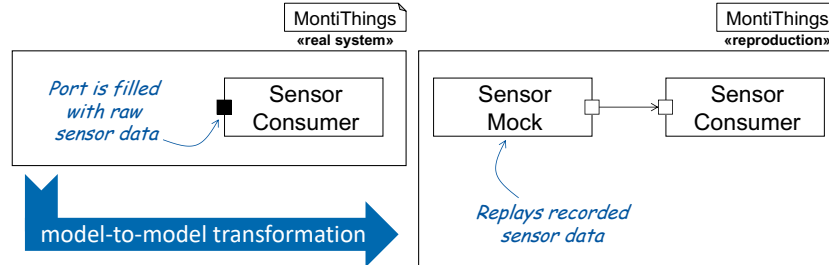 MontiThings
«real system»
Port is filled
with raw
sensor data
Sensor
Consumer
MontiThings
«reproduction»
Sensor
Mock
Sensor
Consumer
Replays recorded
sensor data
model-to-model transformation